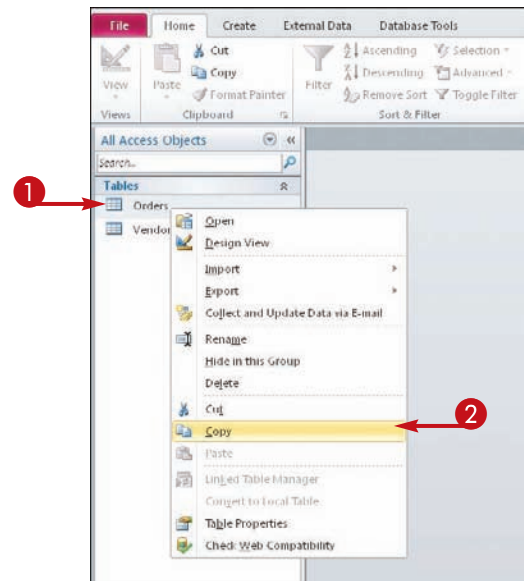 File Home Create External Data Database Tools
View
Views
Paste
Cut
Copy
Format Painter
Clipboard
Filter
Ascending
Descending
Remove Sort
Selection
Advanced
Toggle Filter
Sort & Filter
All Access Objects
Search...
Tables
1
Orders
Vendor
Open
Design View
Import
Export
Collect and Update Data via E-mail
Rename
Hide in this Group
Delete
Cut
Copy
2
Paste
Linked Table Manager
Convert to Local Table
Table Properties
Check Web Compatibility